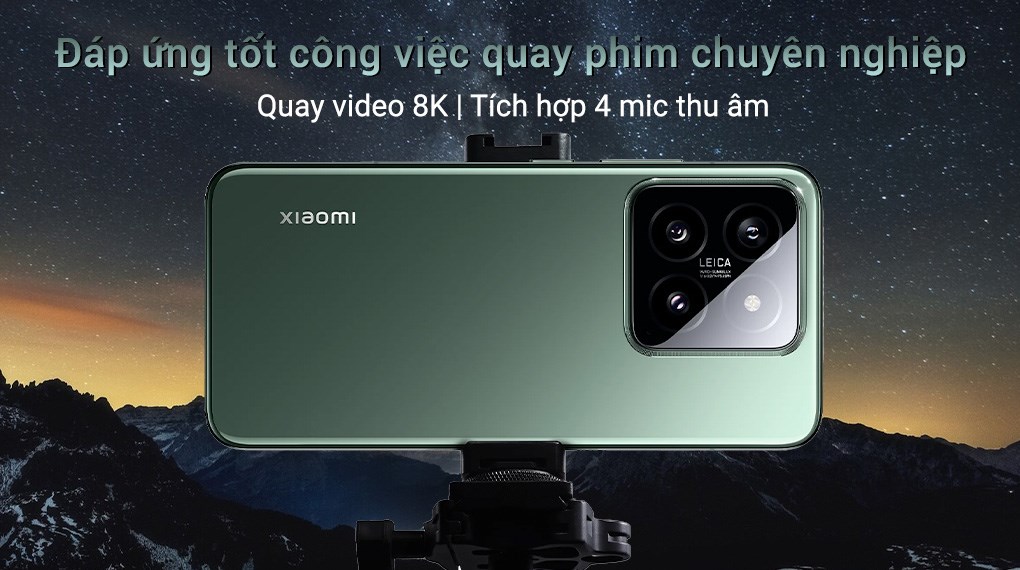 Đáp ứng tốt công việc quay phim chuyên nghiệp
Quay video 8K | Tích hợp 4 mic thu âm
xiaomi
LEICA